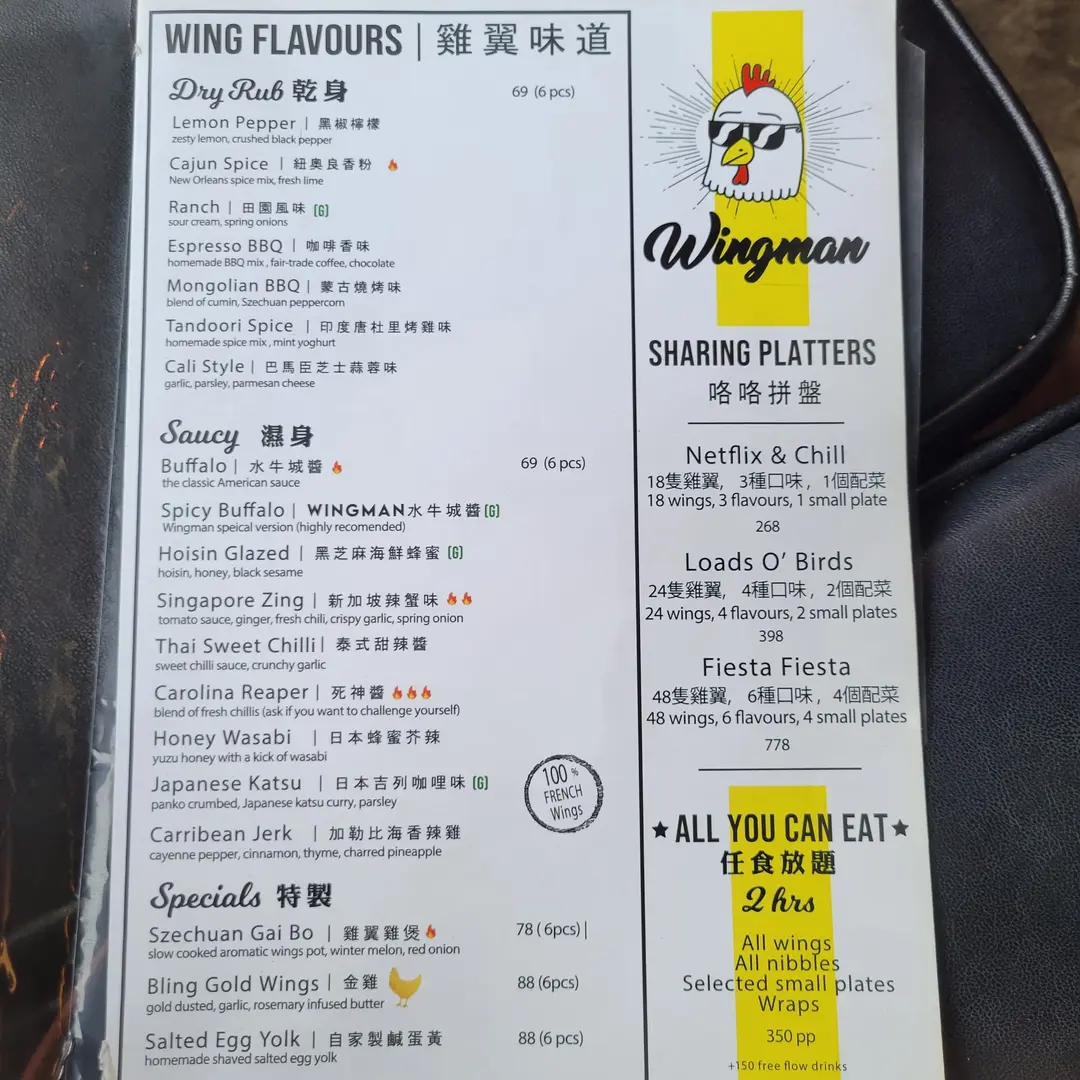 WING FLAVOURS | 雞翼味道
Dry Rub 乾身 69 (6 pcs)
Lemon Pepper | 黑椒檸檬
zesty lemon, crushed black pepper
Cajun Spice | 紐奧良香粉
New Orleans spice mix, fresh lime
Ranch | 田園風味 (G)
sour cream, spring onions
Espresso BBQ | 咖啡香味
homemade BBQ mix , fair-trade coffee, chocolate
Mongolian BBQ | 蒙古燒烤味
blend of cumin, Szechuan peppercorn
Tandoori Spice | 印度唐杜里烤雞味
homemade spice mix , mint yoghurt
Cali Style | 巴馬臣芝士蒜蓉味
garlic, parsley, parmesan cheese
Saucy 濕身
Buffalo | 水牛城醬 69 (6 pcs)
the classic American sauce
Spicy Buffalo | WINGMAN水牛城醬 (G)
Wingman speical version (highly recomended)
Hoisin Glazed | 黑芝麻海鮮蜂蜜 (G)
hoisin, honey, black sesame
Singapore Zing | 新加坡辣蟹味
tomato sauce, ginger, fresh chili, crispy garlic, spring onion
Thai Sweet Chilli | 泰式甜辣醬
sweet chilli sauce, crunchy garlic
Carolina Reaper | 死神醬
blend of fresh chillis (ask if you want to challenge yourself)
Honey Wasabi | 日本蜂蜜芥辣
yuzu honey with a kick of wasabi
Japanese Katsu | 日本吉列咖哩味 (G)
panko crumbed, Japanese katsu curry, parsley
Carribean Jerk | 加勒比海香辣雞
cayenne pepper, cinnamon, thyme, charred pineapple
100 %
FRENCH
Wings
Specials 特製
Szechuan Gai Bo | 雞翼雞煲 78 ( 6pcs) |
slow cooked aromatic wings pot, winter melon, red onion
Bling Gold Wings | 金雞 88 (6pcs)
gold dusted, garlic, rosemary infused butter
Salted Egg Yolk | 自家製鹹蛋黃 88 (6 pcs)
homemade shaved salted egg yolk
Wingman
SHARING PLATTERS
咯咯拼盤
Netflix & Chill
18隻雞翼, 3種口味, 1個配菜
18 wings, 3 flavours, 1 small plate
268
Loads O' Birds
24隻雞翼, 4種口味, 2個配菜
24 wings, 4 flavours, 2 small plates
398
Fiesta Fiesta
48隻雞翼, 6種口味, 4個配菜
48 wings, 6 flavours, 4 small plates
778
★ ALL YOU CAN EAT ★
任食放題
2 hrs
All wings
All nibbles
Selected small plates
Wraps
350 pp
+150 free flow drinks